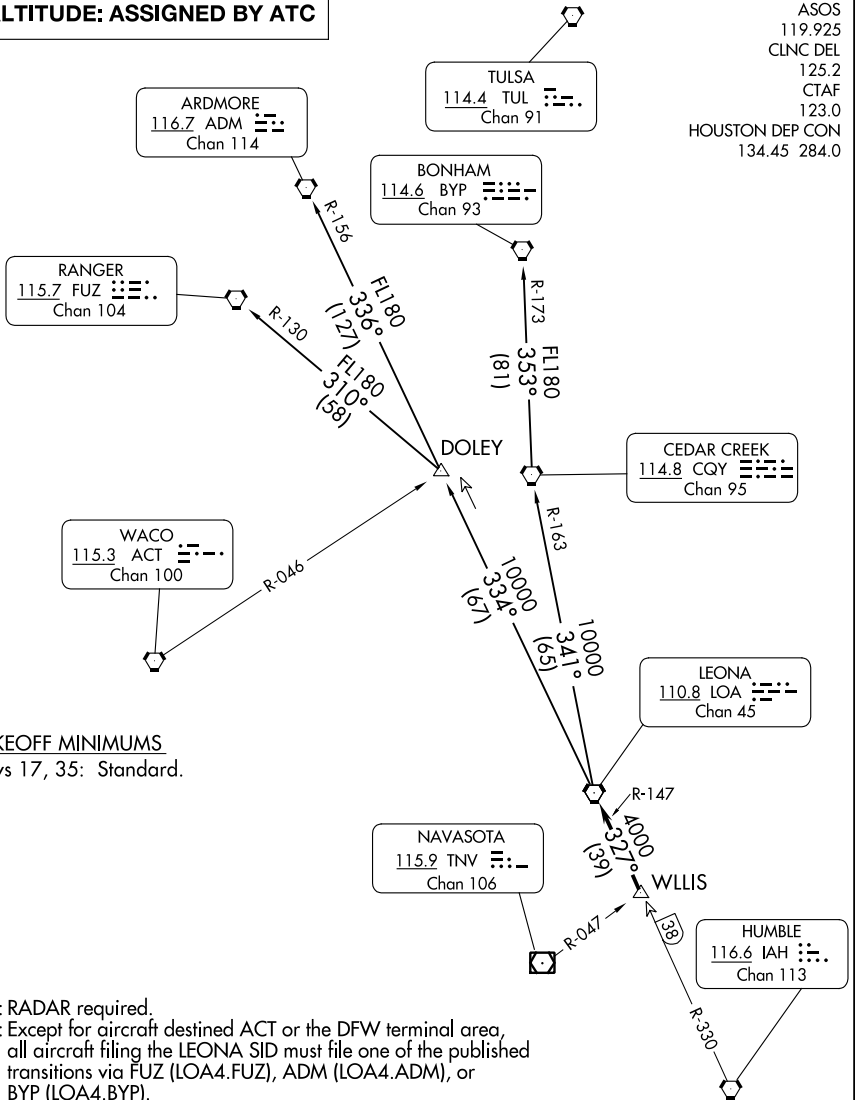 ALTITUDE: ASSIGNED BY ATC
ASOS
119.925
CLNC DEL
125.2
CTAF
123.0
HOUSTON DEP CON
134.45 284.0
TULSA
114.4 TUL
Chan 91
ARDMORE
116.7 ADM
Chan 114
BONHAM
114.6 BYP
Chan 93
RANGER
115.7 FUZ
Chan 104
R-156
R-130
R-173
FL180
336°
(127)
FL180
310°
(58)
FL180
353°
(81)
DOLEY
CEDAR CREEK
114.8 CQY
Chan 95
R-163
WACO
115.3 ACT
Chan 100
R-046
10000
334°
(67)
10000
341°
(65)
LEONA
110.8 LOA
Chan 45
KEOFF MINIMUMS
ys 17, 35: Standard.
R-147
4000
327°
(39)
NAVASOTA
115.9 TNV
Chan 106
WLLIS
R-047
38
HUMBLE
116.6 IAH
Chan 113
R-330
: RADAR required.
: Except for aircraft destined ACT or the DFW terminal area,
all aircraft filing the LEONA SID must file one of the published
transitions via FUZ (LOA4.FUZ), ADM (LOA4.ADM), or
BYP (LOA4.BYP).